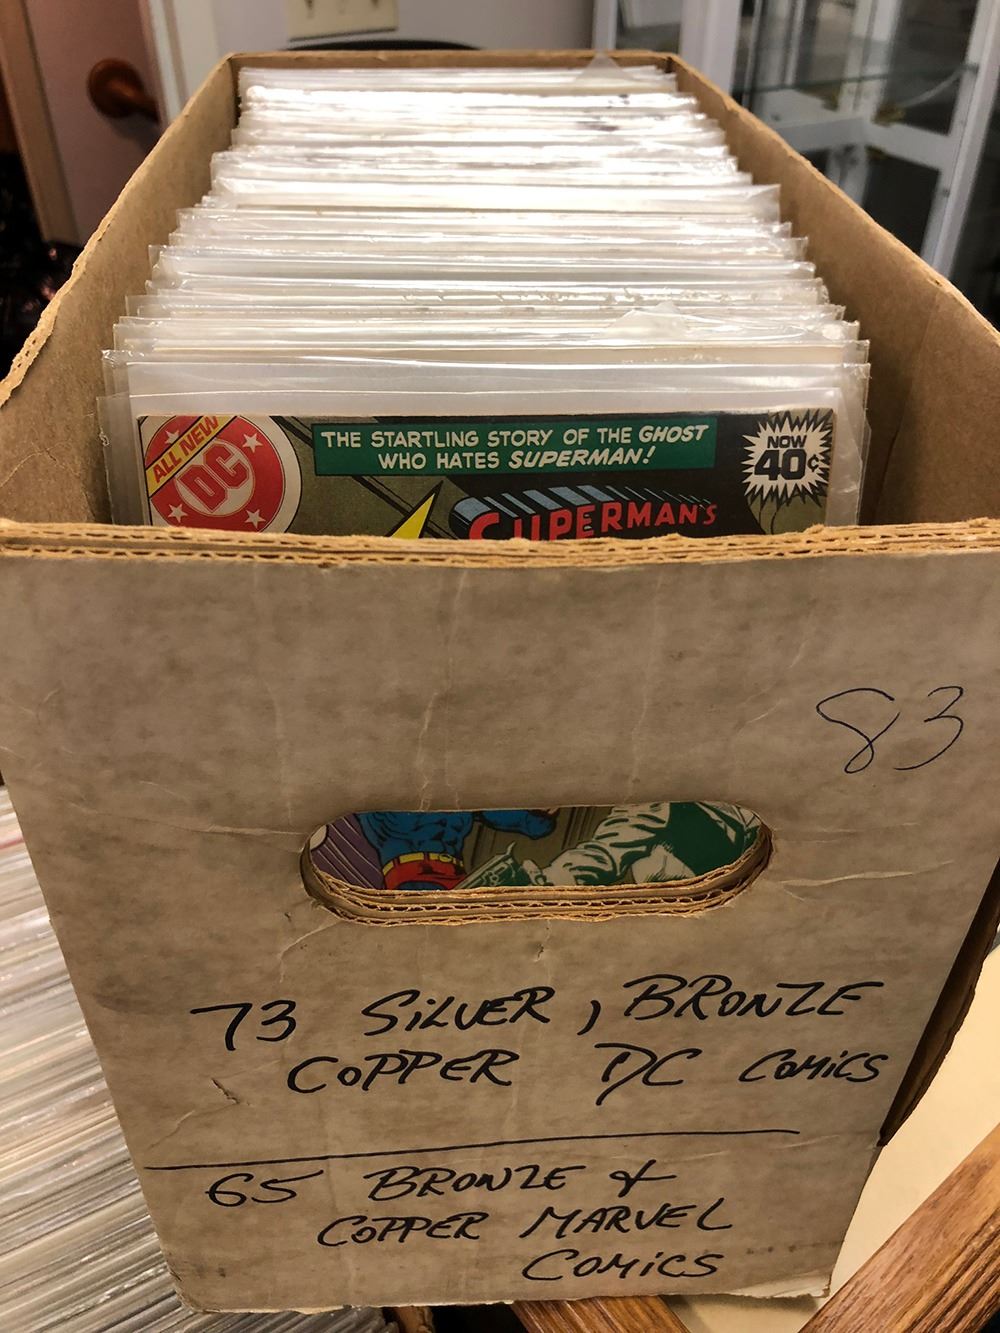 ALL NEW
DC
THE STARTLING STORY OF THE GHOST
WHO HATES SUPERMAN!
NOW
40¢
SUPERMAN'S
83
73 SILVER, BRONZE
COPPER DC COMICS
65 BRONZE &
COPPER MARVEL
COMICS